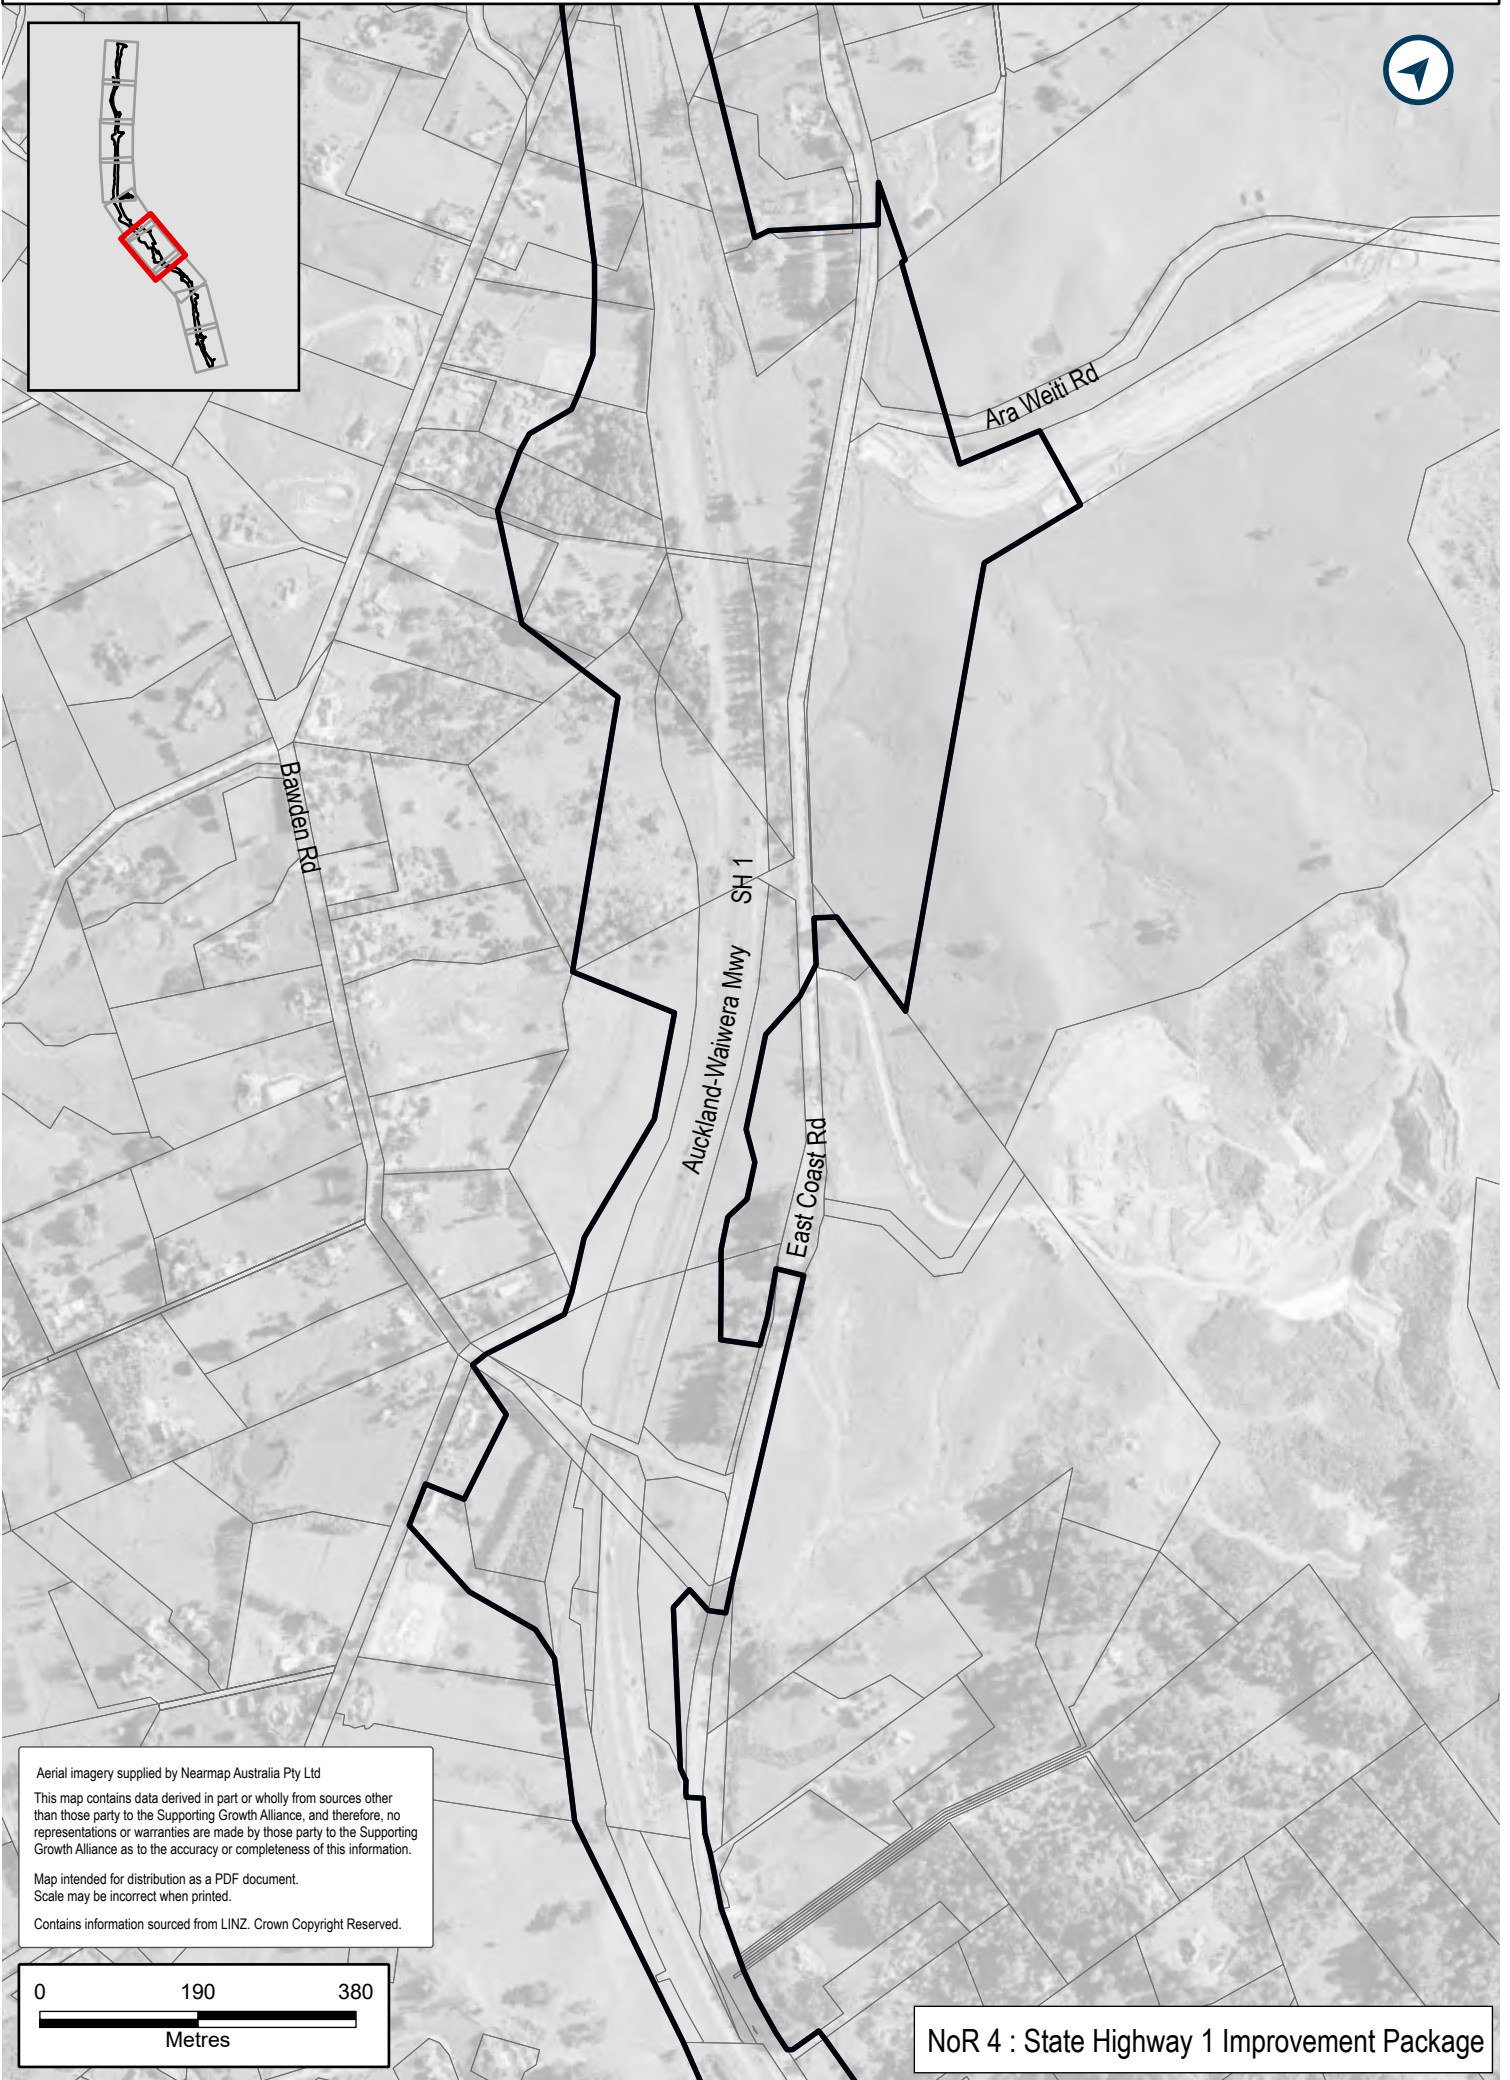 Ara Weiti Rd
Bawden Rd
SH 1
Auckland-Waiwera Mwy
East Coast Rd
Aerial imagery supplied by Nearmap Australia Pty Ltd
This map contains data derived in part or wholly from sources other
than those party to the Supporting Growth Alliance, and therefore, no
representations or warranties are made by those party to the Supporting
Growth Alliance as to the accuracy or completeness of this information.
Map intended for distribution as a PDF document.
Scale may be incorrect when printed.
Contains information sourced from LINZ. Crown Copyright Reserved.
0 190 380
Metres
NoR 4 : State Highway 1 Improvement Package